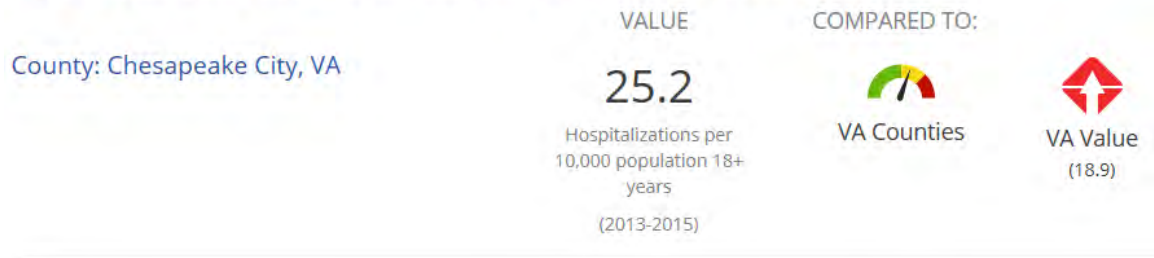 VALUE
COMPARED TO:
County: Chesapeake City, VA
25.2
Hospitalizations per
10,000 population 18+
years
(2013-2015)
VA Counties
VA Value
(18.9)